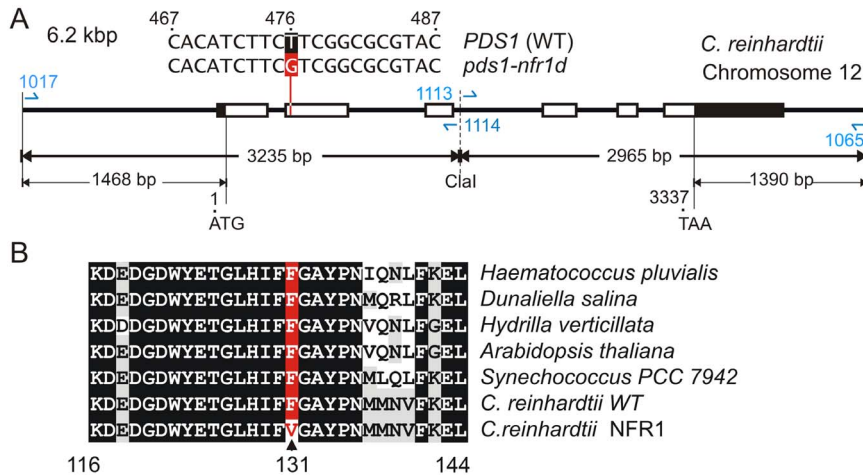 A
467 476 487
6.2 kbp CACATCTTCTTCGGCGCGTAC PDS1 (WT) C. reinhardtii
CACATCTTCGTCGGCGCGTAC pds1-nfr1d Chromosome 12
1017 1113 1114 1065
3235 bp 2965 bp
1468 bp ClaI 1390 bp
1 3337
ATG TAA
B
KDEDGDWYETGLHIFFGAYPNIQNLFKEL Haematococcus pluvialis
KDEDGDWYETGLHIFFGAYPNMQRLFKEL Dunaliella salina
KDDDGDWYETGLHIFFGAYPNVQNLFGEL Hydrilla verticillata
KDEDGDWYETGLHIFFGAYPNVQNLFGEL Arabidopsis thaliana
KDEDGDWYETGLHIFFGAYPNMLQLFKEL Synechococcus PCC 7942
KDEDGDWYETGLHIFFGAYPNMMNVFKEL C. reinhardtii WT
KDEDGDWYETGLHIFVGAYPNMMNVFKEL C.reinhardtii NFR1
116 131 144